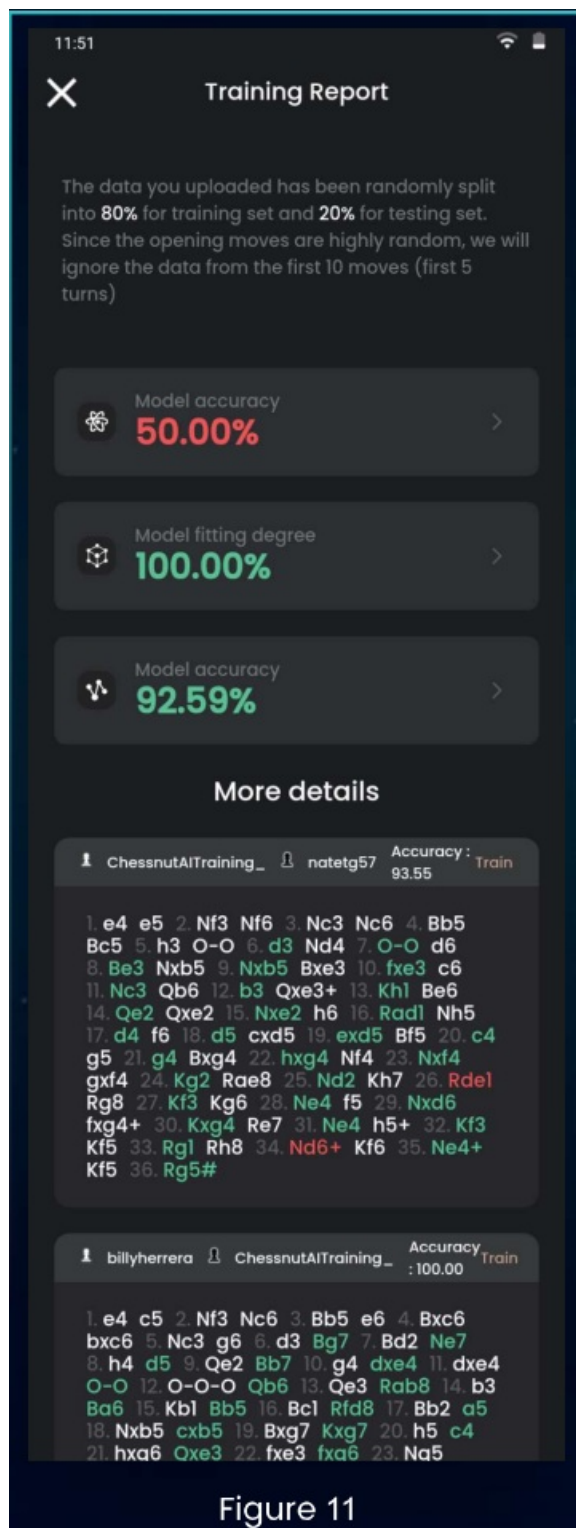 11:51
Training Report
The data you uploaded has been randomly split
into 80% for training set and 20% for testing set.
Since the opening moves are highly random, we will
ignore the data from the first 10 moves (first 5
turns)
Model accuracy
50.00%
Model fitting degree
100.00%
Model accuracy
92.59%
More details
ChessnutAITraining_ natetg57 Accuracy : 93.55 Train
1. e4 e5 2. Nf3 Nf6 3. Nc3 Nc6 4. Bb5
Bc5 5. h3 O-O 6. d3 Nd4 7. O-O d6
8. Be3 Nxb5 9. Nxb5 Bxe3 10. fxe3 c6
11. Nc3 Qb6 12. b3 Qxe3+ 13. Kh1 Be6
14. Qe2 Qxe2 15. Nxe2 h6 16. Rad1 Nh5
17. d4 f6 18. d5 cxd5 19. exd5 Bf5 20. c4
g5 21. g4 Bxg4 22. hxg4 Nf4 23. Nxf4
gxf4 24. Kg2 Rae8 25. Nd2 Kh7 26. Rde1
Rg8 27. Kf3 Kg6 28. Ne4 f5 29. Nxd6
fxg4+ 30. Kxg4 Re7 31. Ne4 h5+ 32. Kf3
Kf5 33. Rg1 Rh8 34. Nd6+ Kf6 35. Ne4+
Kf5 36. Rg5#
billyherrera ChessnutAITraining_ Accuracy : 100.00 Train
1. e4 c5 2. Nf3 Nc6 3. Bb5 e6 4. Bxc6
bxc6 5. Nc3 g6 6. d3 Bg7 7. Bd2 Ne7
8. h4 d5 9. Qe2 Bb7 10. g4 dxe4 11. dxe4
O-O 12. O-O-O Qb6 13. Qe3 Rab8 14. b3
Ba6 15. Kb1 Bb5 16. Bc1 Rfd8 17. Bb2 a5
18. Nxb5 cxb5 19. Bxg7 Kxg7 20. h5 c4
21. hxg6 Qxe3 22. fxe3 fxg6 23. Ng5
Figure 11